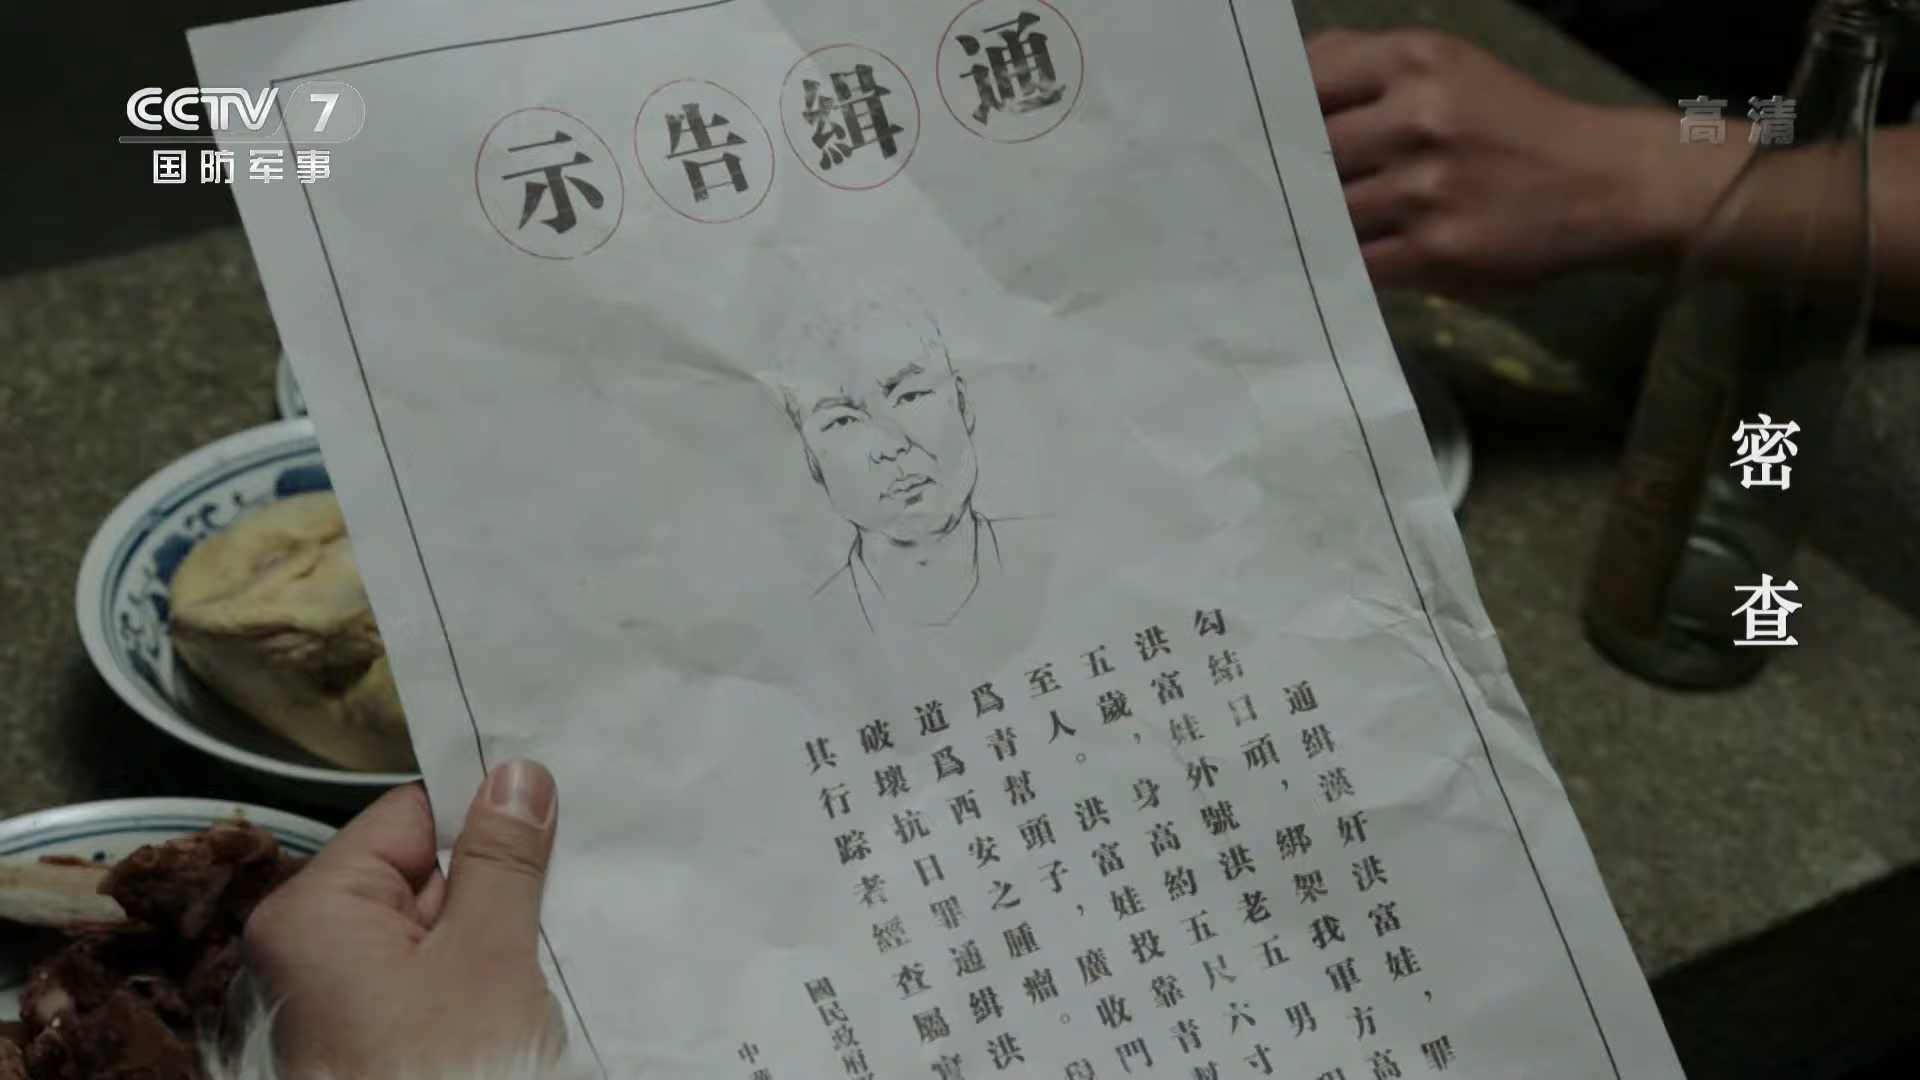 CCTV 7
国防军事
高清
通緝告示
通緝漢奸洪富娃，罪
勾結日頑，綁架我軍方高
洪富娃外號洪老五男
五歲，身高約五尺六寸
至人。洪富娃投靠青幫
爲青幫頭子，廣收門
道爲西安之腫瘤。
破壞抗日罪通緝洪
其行踪者經查屬實
國民政府
中
密查